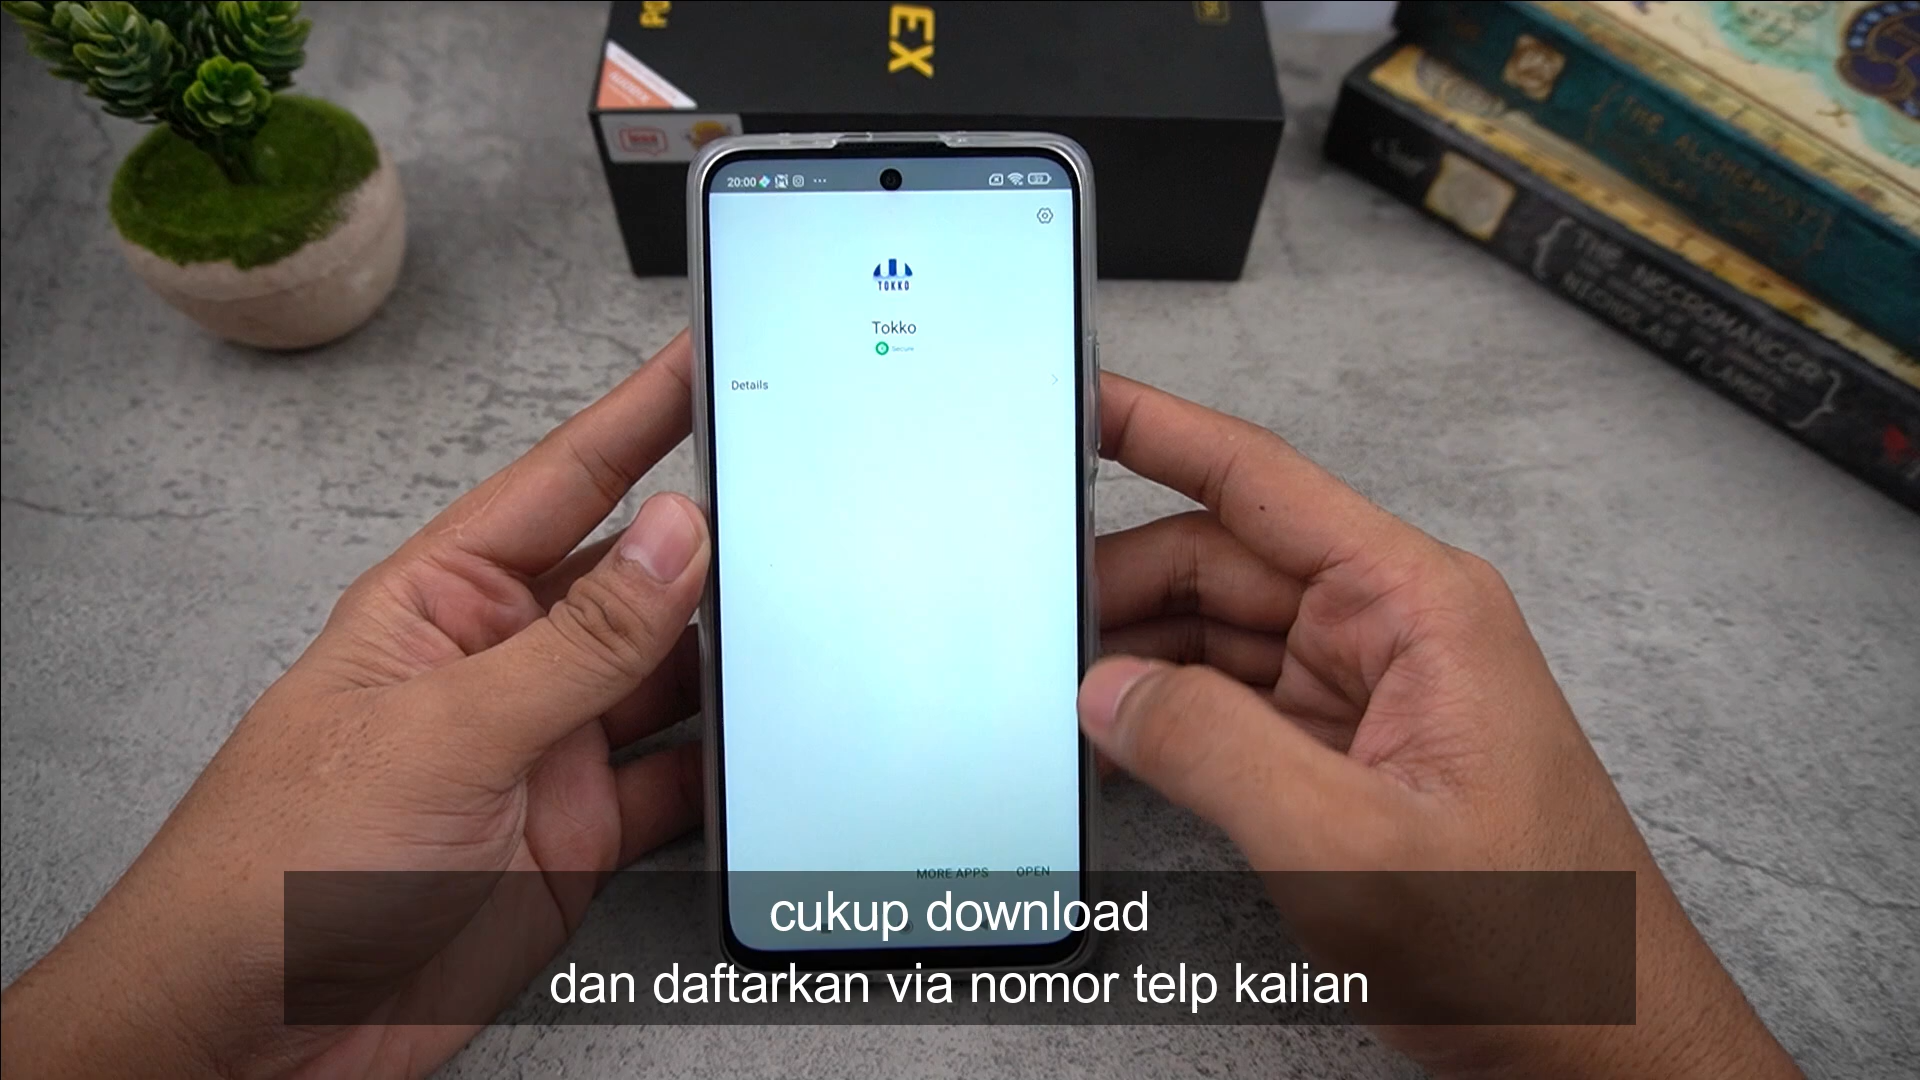 EX
20:00
TOKKO
Tokko
Secure
Details
MORE APPS
OPEN
THE ALCHEMYST
THE NECROMANCER
NICHOLAS FLAMEL
cukup download
dan daftarkan via nomor telp kalian